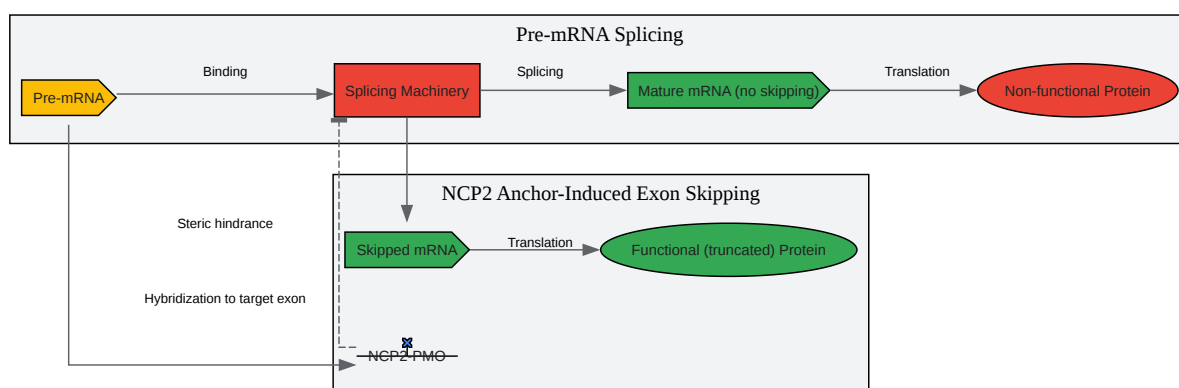 Pre-mRNA Splicing
Binding
Splicing
Translation
Pre-mRNA
Splicing Machinery
Mature mRNA (no skipping)
Non-functional Protein
NCP2 Anchor-Induced Exon Skipping
Steric hindrance
Skipped mRNA
Translation
Functional (truncated) Protein
Hybridization to target exon
NCP2-PMO